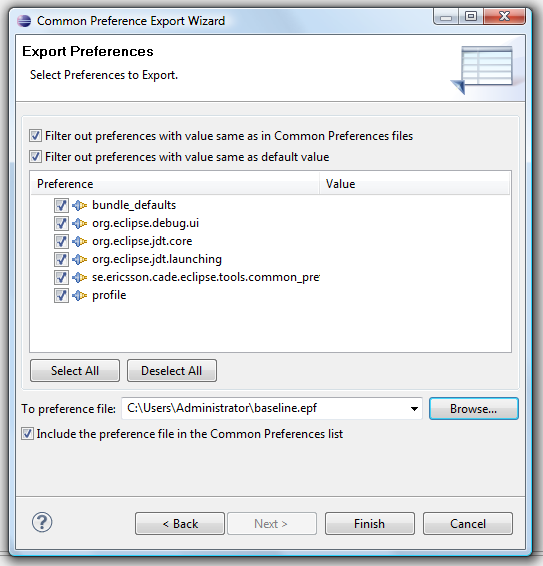 Common Preference Export Wizard
Export Preferences
Select Preferences to Export.
Filter out preferences with value same as in Common Preferences files
Filter out preferences with value same as default value
Preference Value
bundle_defaults
org.eclipse.debug.ui
org.eclipse.jdt.core
org.eclipse.jdt.launching
se.ericsson.cade.eclipse.tools.common_pre
profile
Select All Deselect All
To preference file: C:\Users\Administrator\baseline.epf Browse...
Include the preference file in the Common Preferences list
? < Back Next > Finish Cancel